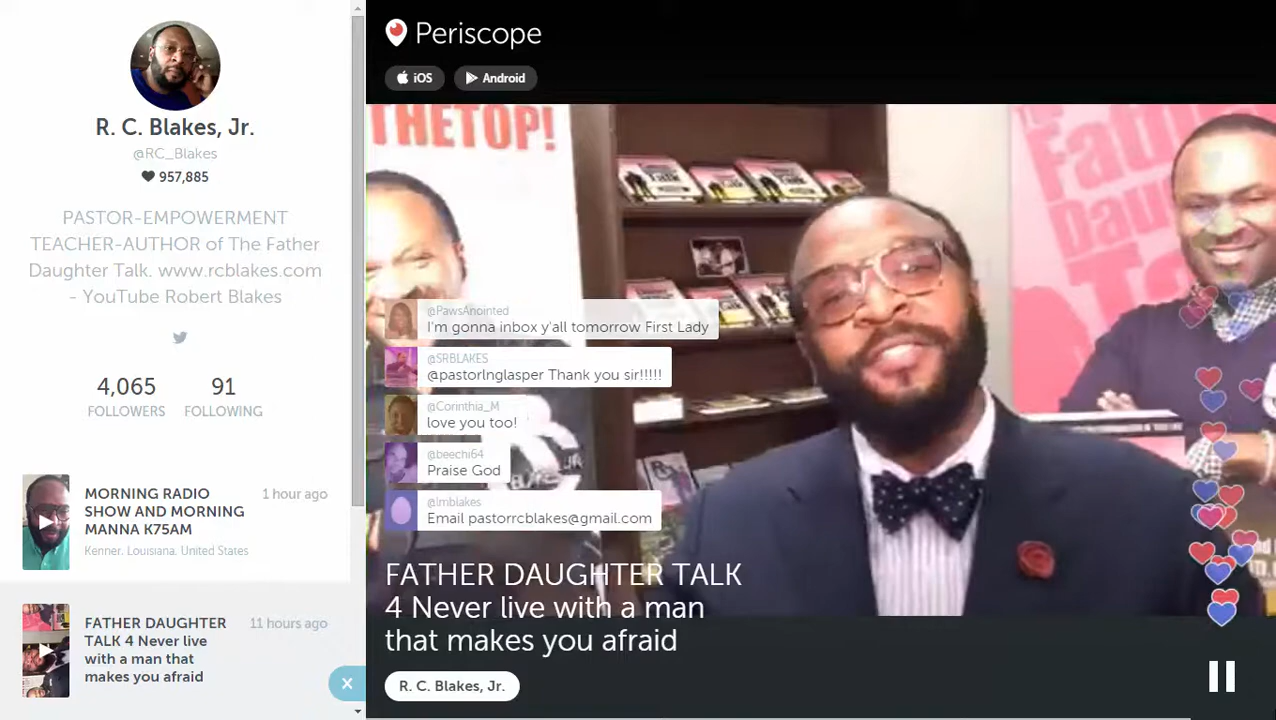 R. C. Blakes, Jr.
@RC_Blakes
957,885
PASTOR-EMPOWERMENT
TEACHER-AUTHOR of The Father
Daughter Talk. www.rcblakes.com
- YouTube Robert Blakes
4,065
91
FOLLOWERS
FOLLOWING
MORNING RADIO
SHOW AND MORNING
MANNA K75AM
1 hour ago
Kenner, Louisiana, United States
FATHER DAUGHTER
TALK 4 Never live
with a man that
makes you afraid
11 hours ago
Periscope
iOS
Android
THETOP!
Father
Dau
@PawsAnointed
I'm gonna inbox y'all tomorrow First Lady
@SRBLAKES
@pastorlnglasper Thank you sir!!!!!
@Corinthia_M
love you too!
@beechi64
Praise God
@lmblakes
Email pastorrcblakes@gmail.com
FATHER DAUGHTER TALK
4 Never live with a man
that makes you afraid
R. C. Blakes, Jr.